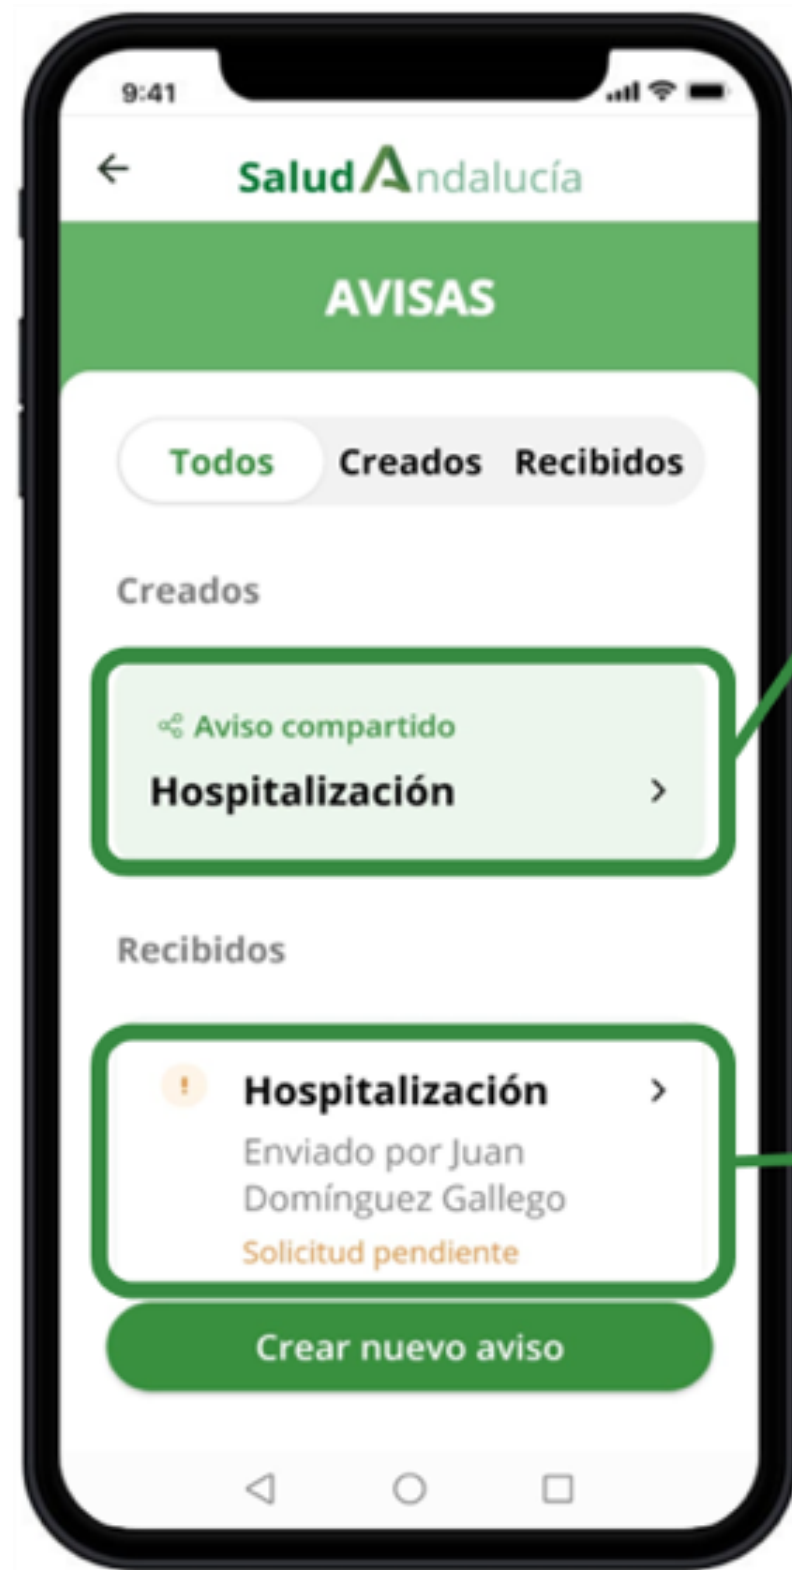 9:41
Salud Andalucía
AVISAS
Todos Creados Recibidos
Creados
Aviso compartido
Hospitalización
Recibidos
! Hospitalización
Enviado por Juan
Domínguez Gallego
Solicitud pendiente
Crear nuevo aviso